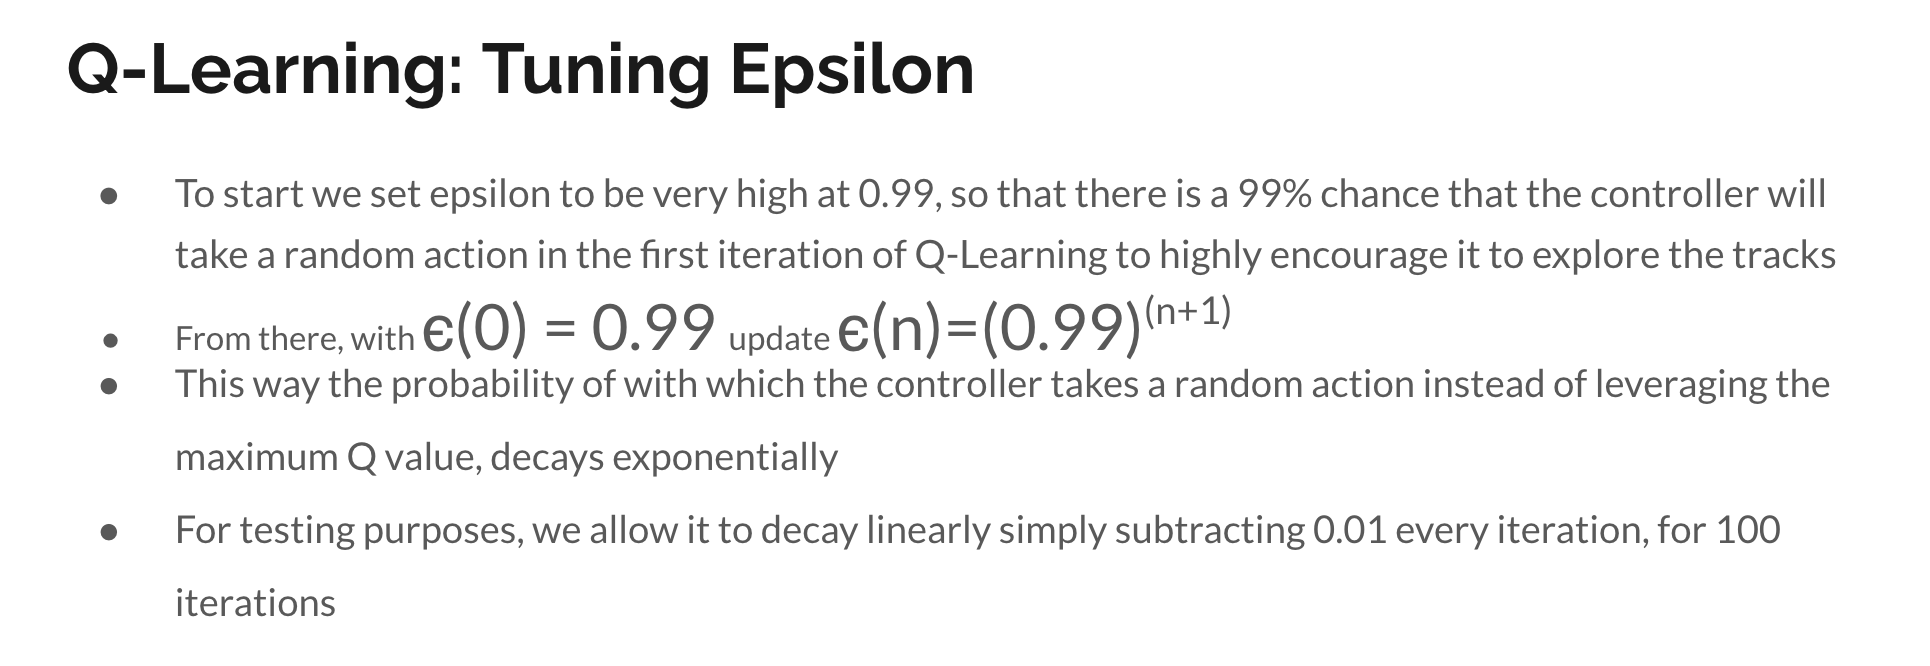 Q-Learning: Tuning Epsilon
● To start we set epsilon to be very high at 0.99, so that there is a 99% chance that the controller will
take a random action in the first iteration of Q-Learning to highly encourage it to explore the tracks
● From there, with ϵ(0) = 0.99 update ϵ(n)=(0.99)^(n+1)
● This way the probability of with which the controller takes a random action instead of leveraging the
maximum Q value, decays exponentially
● For testing purposes, we allow it to decay linearly simply subtracting 0.01 every iteration, for 100
iterations